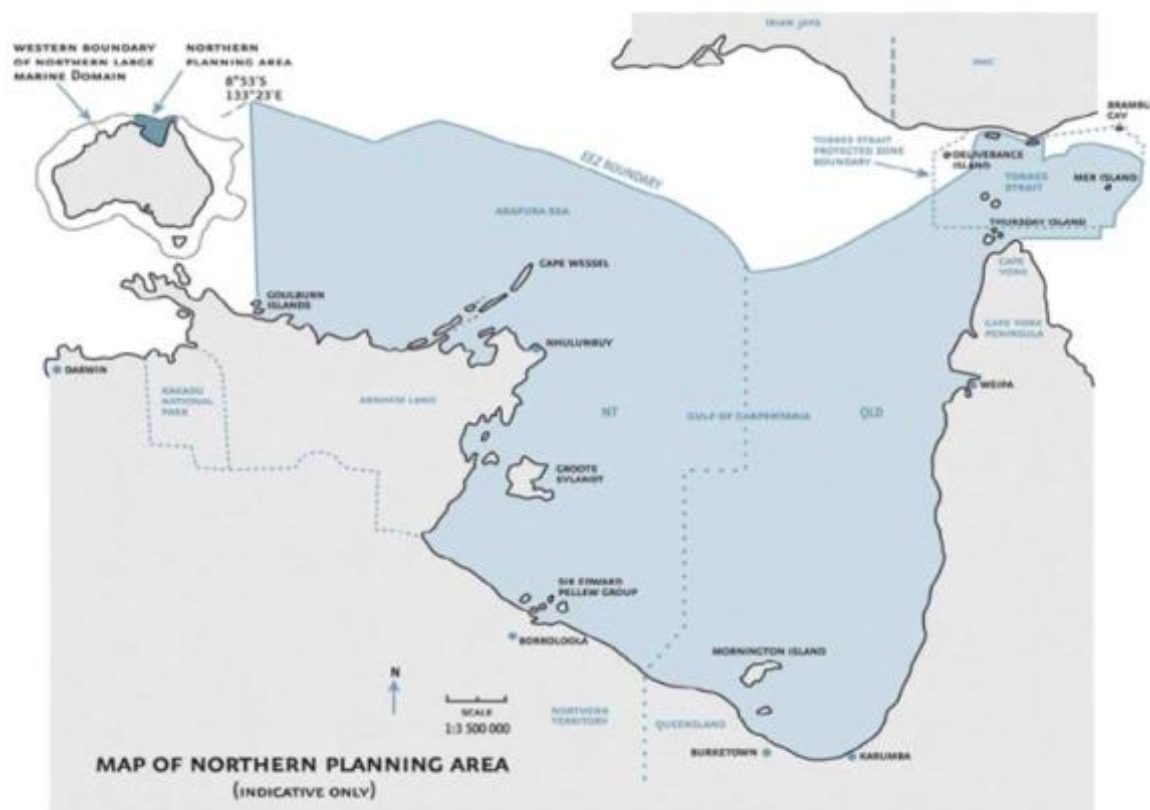 WESTERN BOUNDARY
OF NORTHERN LARGE
MARINE DOMAIN
NORTHERN
PLANNING AREA
8°53'S
133°23'E
IRIAN JAYA
PNG
BRAMBLE
CAY
TORRES STRAIT
PROTECTED ZONE
BOUNDARY
DELIVERANCE
ISLAND
TORRES
STRAIT
MER ISLAND
THURSDAY ISLAND
EEZ BOUNDARY
ARAFURA SEA
CAPE WESSEL
CAPE
YORK
GOULBURN
ISLANDS
CAPE YORK
PENINSULA
NHULUNBUY
DARWIN
WEIPA
KAKADU
NATIONAL
PARK
ARNHEM LAND
NT
GULF OF CARPENTARIA
QLD
GROOTE
EYLANDT
SIR EDWARD
PELLEW GROUP
BORROLOOLA
MORNINGTON ISLAND
N
SCALE
1:3 500 000
NORTHERN
TERRITORY
QUEENSLAND
BURKETOWN
KARUMBA
MAP OF NORTHERN PLANNING AREA
(INDICATIVE ONLY)